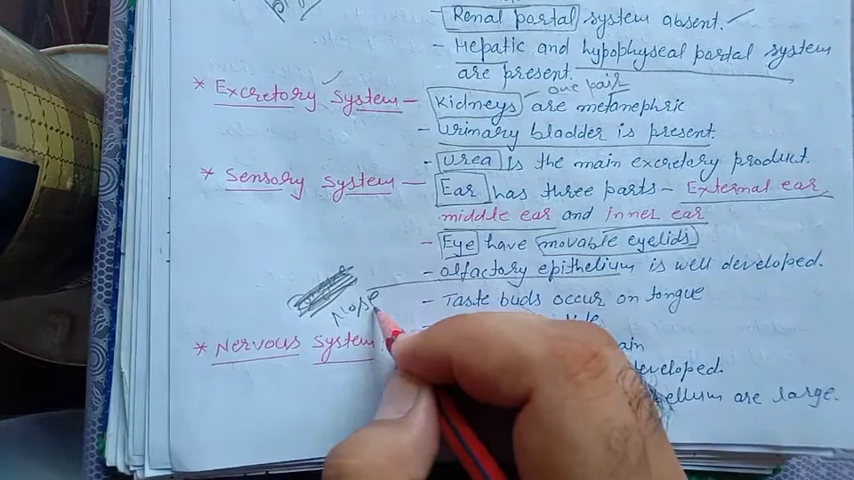 - Renal portal system absent.
- Hepatic and hypophyseal portal system
are present.
one pair
* Excretory System - Kidneys are metanephric
- Urinary bladder is present.
- Urea is the main excretory product.
* Sensory System - Ear has three parts - External ear,
middle ear and inner ear
- Eye have movable eyelids
- olfactory epithelium is well developed.
Nose
- Taste buds occur on tongue
* Nervous System
developed.
are large.